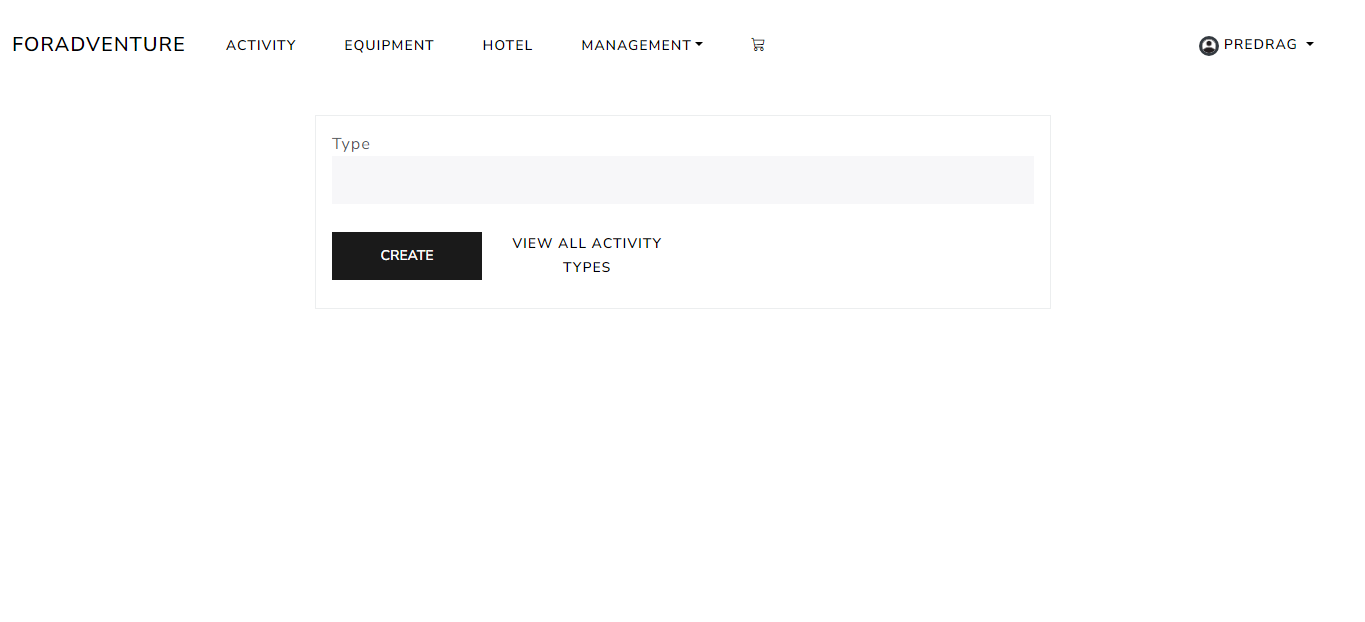 FORADVENTURE ACTIVITY EQUIPMENT HOTEL MANAGEMENT PREDRAG
Type
CREATE
VIEW ALL ACTIVITY
TYPES